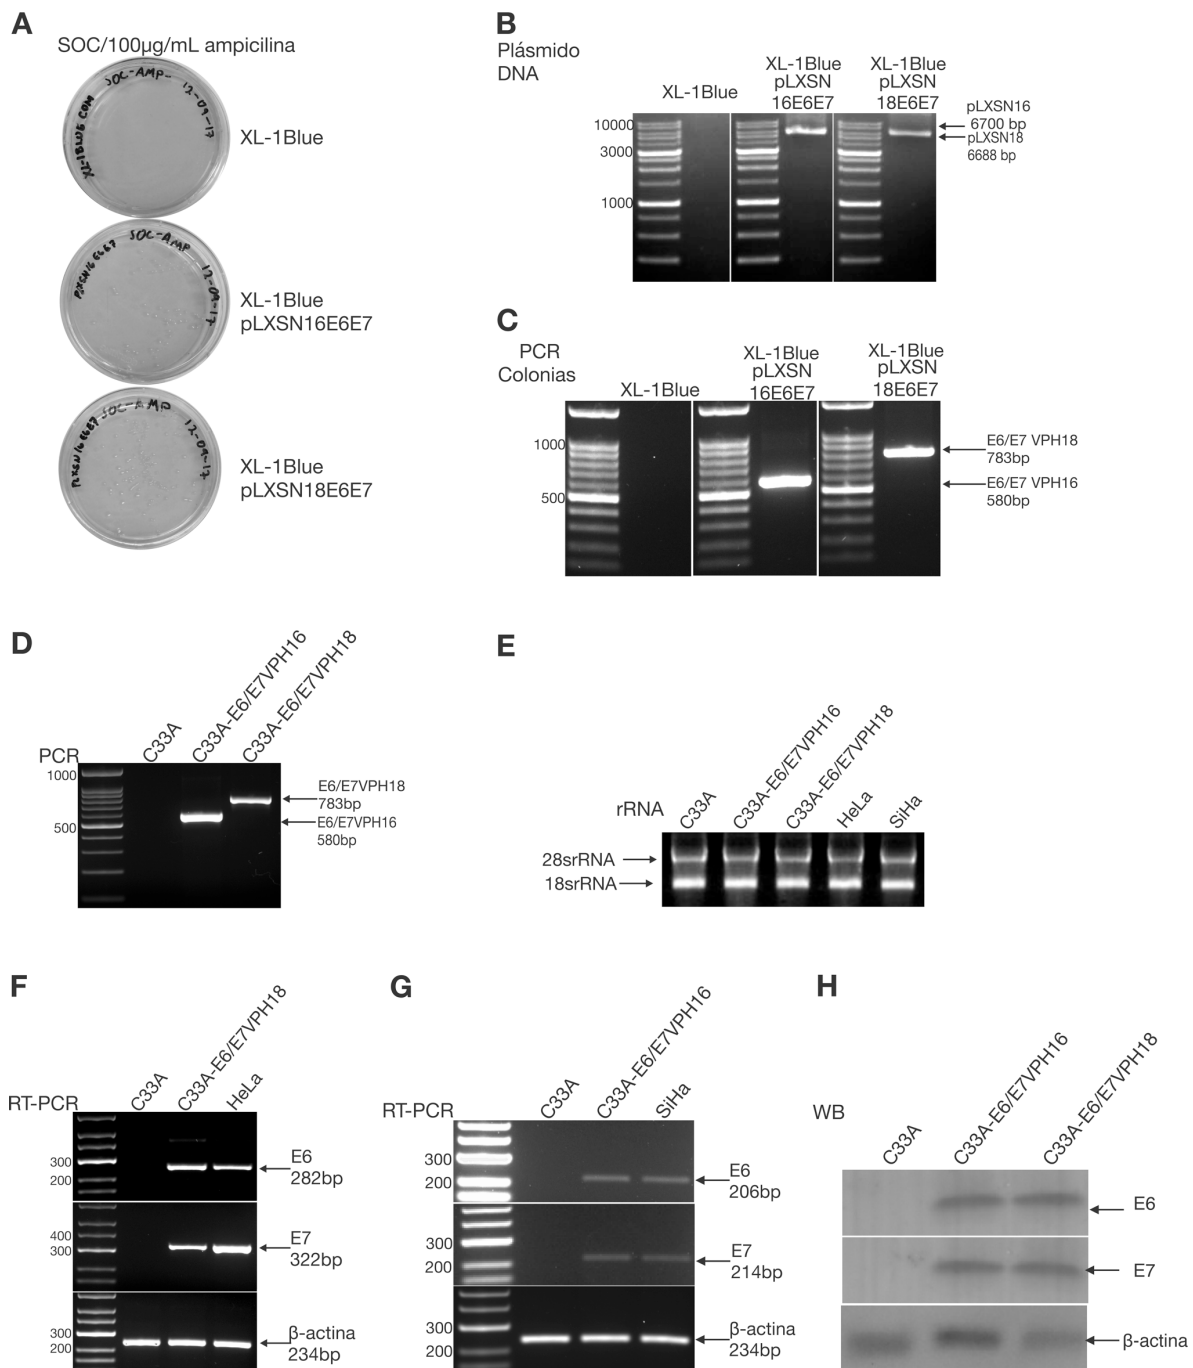 A
SOC/100µg/mL ampicilina
XL-1BLUE COM
SOC-AMP-
12-09-17
XL-1Blue
PLXSN16 E6E7
SOC-AMP
12-09-17
XL-1Blue
pLXSN16E6E7
PLXSN16E6E7
SOC-AMP
12-09-17
XL-1Blue
pLXSN18E6E7
B
Plásmido
DNA
XL-1Blue
XL-1Blue
pLXSN
16E6E7
XL-1Blue
pLXSN
18E6E7
10000
3000
1000
pLXSN16
6700 bp
pLXSN18
6688 bp
C
PCR
Colonias
XL-1Blue
XL-1Blue
pLXSN
16E6E7
XL-1Blue
pLXSN
18E6E7
1000
500
E6/E7 VPH18
783bp
E6/E7 VPH16
580bp
D
PCR
C33A
C33A-E6/E7VPH16
C33A-E6/E7VPH18
1000
500
E6/E7VPH18
783bp
E6/E7VPH16
580bp
E
rRNA
C33A
C33A-E6/E7VPH16
C33A-E6/E7VPH18
HeLa
SiHa
28srRNA
18srRNA
F
RT-PCR
C33A
C33A-E6/E7VPH18
HeLa
300
200
E6
282bp
400
300
E7
322bp
300
200
β-actina
234bp
G
RT-PCR
C33A
C33A-E6/E7VPH16
SiHa
300
200
E6
206bp
300
200
E7
214bp
300
200
β-actina
234bp
H
WB
C33A
C33A-E6/E7VPH16
C33A-E6/E7VPH18
E6
E7
β-actina